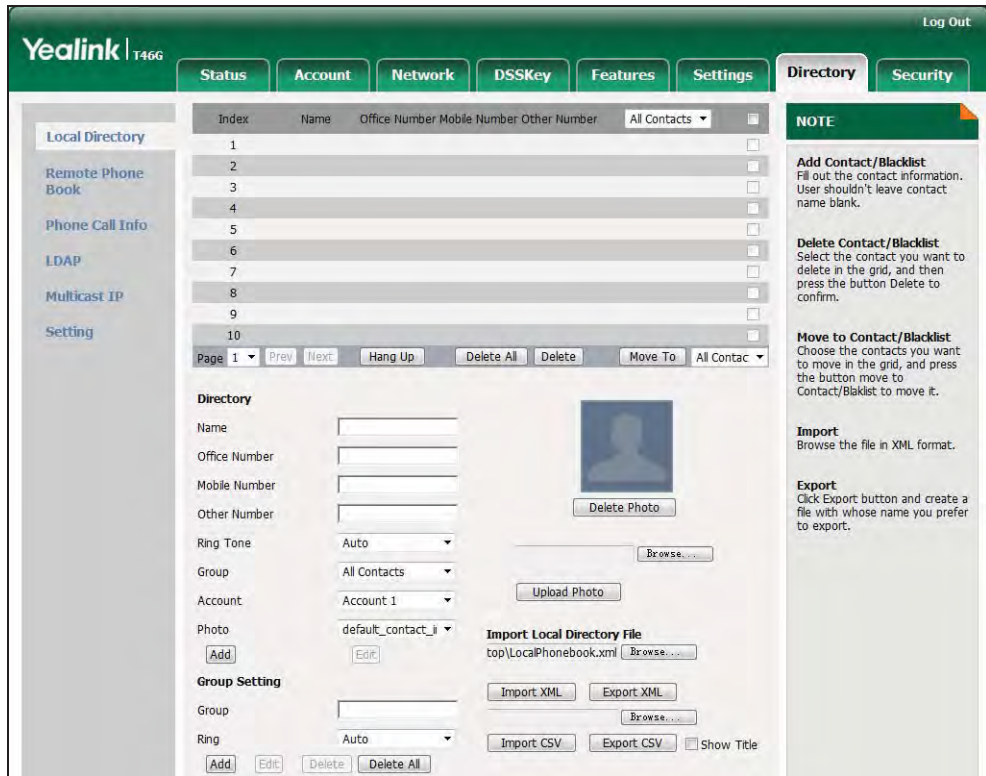 Log Out
Yealink | T46G
Status Account Network DSSKey Features Settings Directory Security
Local Directory
Remote Phone
Book
Phone Call Info
LDAP
Multicast IP
Setting
Index Name Office Number Mobile Number Other Number All Contacts
1
2
3
4
5
6
7
8
9
10
Page 1 Prev Next Hang Up Delete All Delete Move To All Contac
Directory
Name
Office Number
Mobile Number
Other Number
Ring Tone Auto
Group All Contacts
Account Account 1
Photo default_contact_i
Add Edit
Group Setting
Group
Ring Auto
Add Edit Delete Delete All
Delete Photo
Browse...
Upload Photo
Import Local Directory File
top\LocalPhonebook.xml Browse...
Import XML Export XML
Browse...
Import CSV Export CSV Show Title
NOTE
Add Contact/Blacklist
Fill out the contact information.
User shouldn't leave contact
name blank.
Delete Contact/Blacklist
Select the contact you want to
delete in the grid, and then
press the button Delete to
confirm.
Move to Contact/Blacklist
Choose the contacts you want
to move in the grid, and press
the button move to
Contact/Blaklist to move it.
Import
Browse the file in XML format.
Export
Click Export button and create a
file with whose name you prefer
to export.